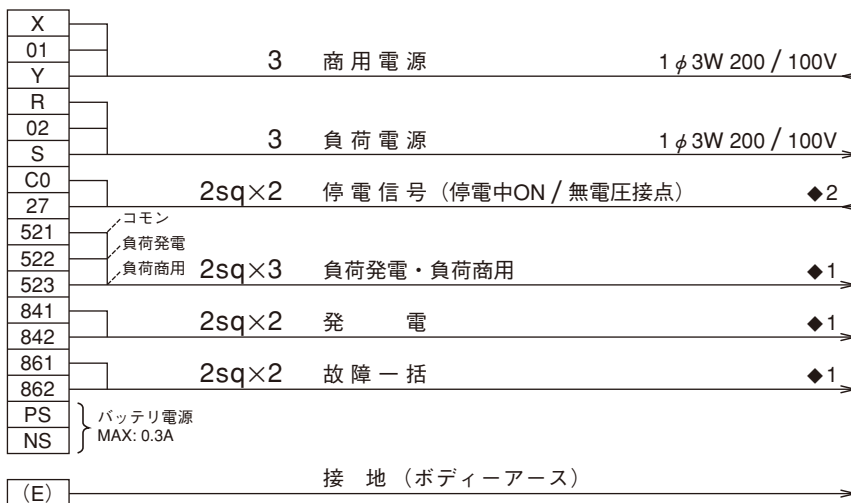 X
01
Y
3 商用電源 1φ3W 200/100V
R
02
S
3 負荷電源 1φ3W 200/100V
C0
27
2sq×2 停電信号（停電中ON/無電圧接点） ◆2
521
522
523
コモン
負荷発電
負荷商用
2sq×3 負荷発電・負荷商用 ◆1
841
842
2sq×2 発　電 ◆1
861
862
2sq×2 故障一括 ◆1
PS
NS
バッテリ電源
MAX: 0.3A
(E)
接　地（ボディーアース）